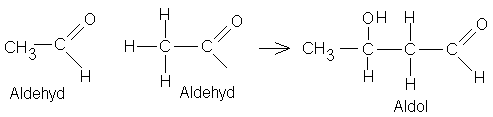 O H O OH H O
CH₃ C H C C CH₃ C C C
H H H H H
Aldehyd Aldehyd
Aldol